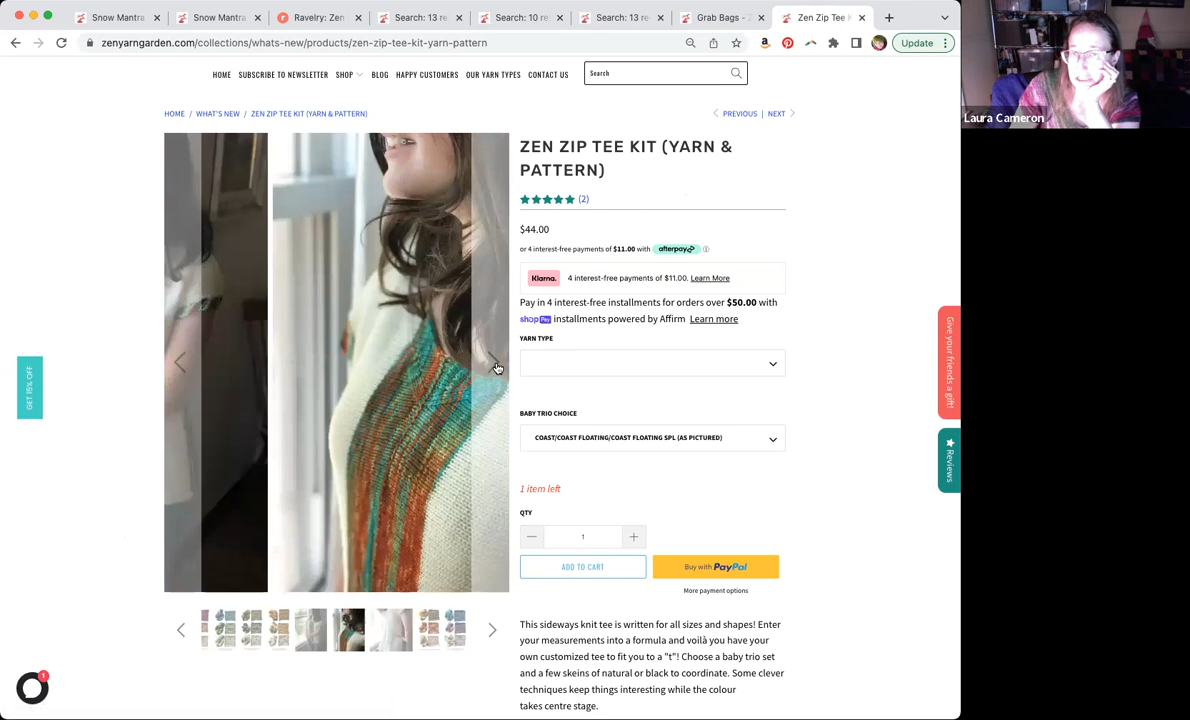 Snow Mantra
Snow Mantra
Ravelry: Zen
Search: 13 re
Search: 10 re
Search: 13 re
Grab Bags - Z
Zen Zip Tee K
zenyarngarden.com/collections/whats-new/products/zen-zip-tee-kit-yarn-pattern
Update
Laura Cameron
HOME SUBSCRIBE TO NEWSLETTER SHOP BLOG HAPPY CUSTOMERS OUR YARN TYPES CONTACT US
Search
HOME / WHAT'S NEW / ZEN ZIP TEE KIT (YARN & PATTERN)
PREVIOUS | NEXT
ZEN ZIP TEE KIT (YARN &
PATTERN)
(2)
$44.00
or 4 interest-free payments of $11.00 with afterpay
Klarna. 4 interest-free payments of $11.00. Learn More
Pay in 4 interest-free installments for orders over $50.00 with
shop Pay installments powered by Affirm Learn more
YARN TYPE
BABY TRIO CHOICE
COAST/COAST FLOATING/COAST FLOATING SPL (AS PICTURED)
1 item left
QTY
1
ADD TO CART
Buy with PayPal
More payment options
This sideways knit tee is written for all sizes and shapes! Enter
your measurements into a formula and voilà you have your
own customized tee to fit you to a "t"! Choose a baby trio set
and a few skeins of natural or black to coordinate. Some clever
techniques keep things interesting while the colour
takes centre stage.
GET 15% OFF
Give your friends a gift!
Reviews
1